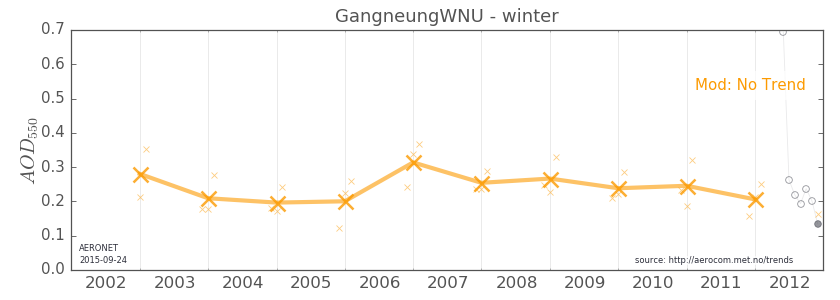 GangneungWNU - winter
0.7
0.6
0.5
0.4
0.3
0.2
0.1
0.0
AOD550
Mod: No Trend
AERONET
2015-09-24
source: http://aerocom.met.no/trends
2002 2003 2004 2005 2006 2007 2008 2009 2010 2011 2012